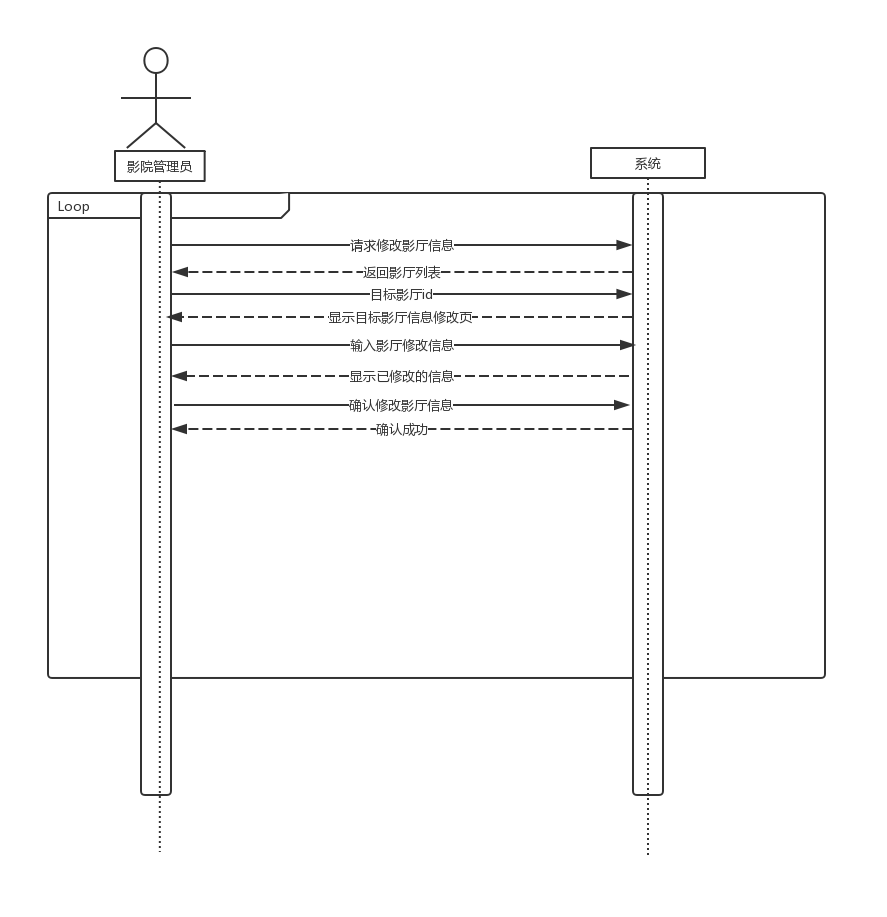 影院管理员
系统
Loop
请求修改影厅信息
返回影厅列表
目标影厅id
显示目标影厅信息修改页
输入影厅修改信息
显示已修改的信息
确认修改影厅信息
确认成功